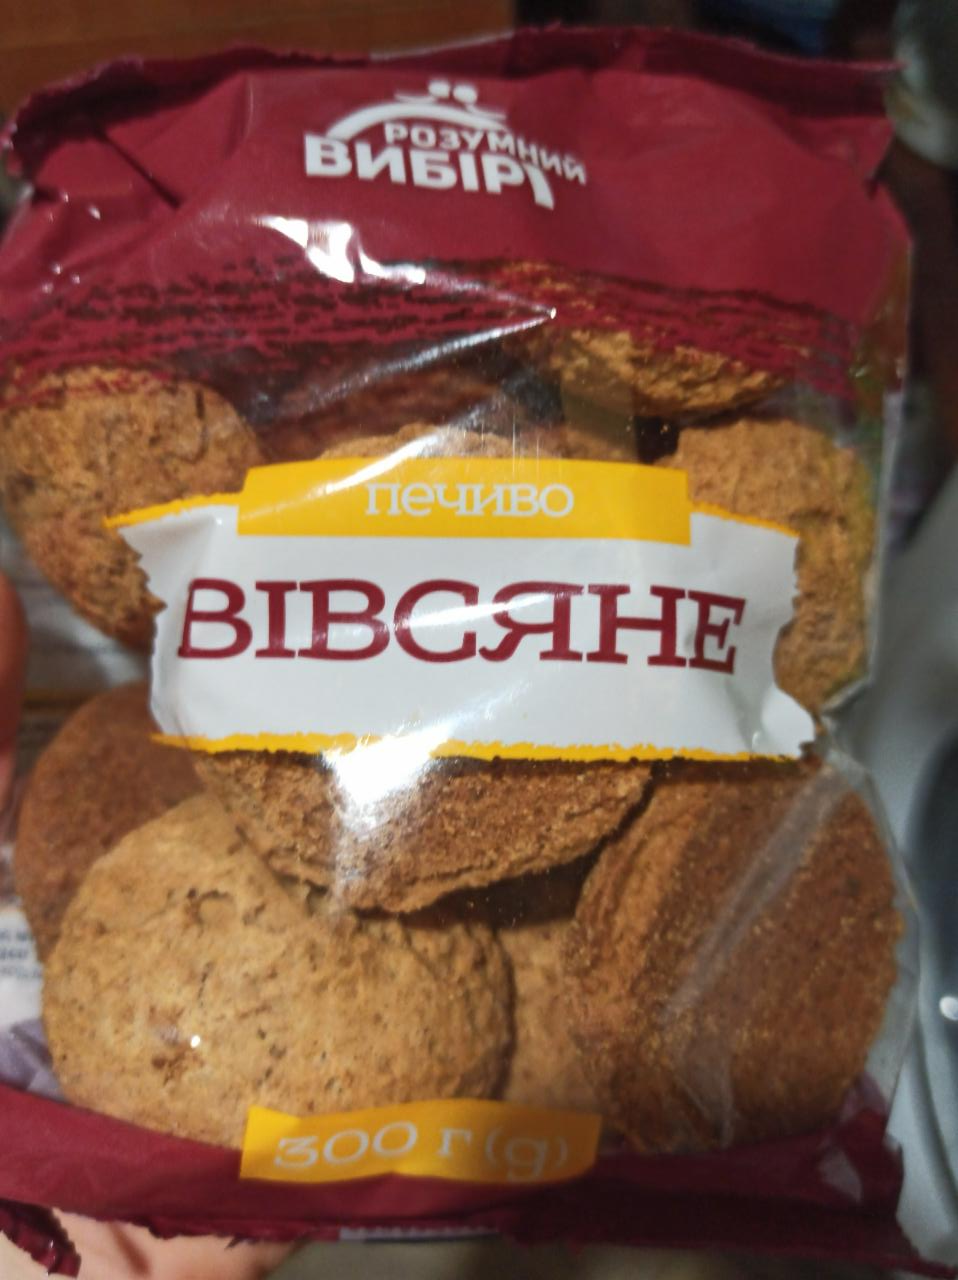 РОЗУМНИЙ
ВИБІР
печиво
ВІВСЯНЕ
300 г (g)